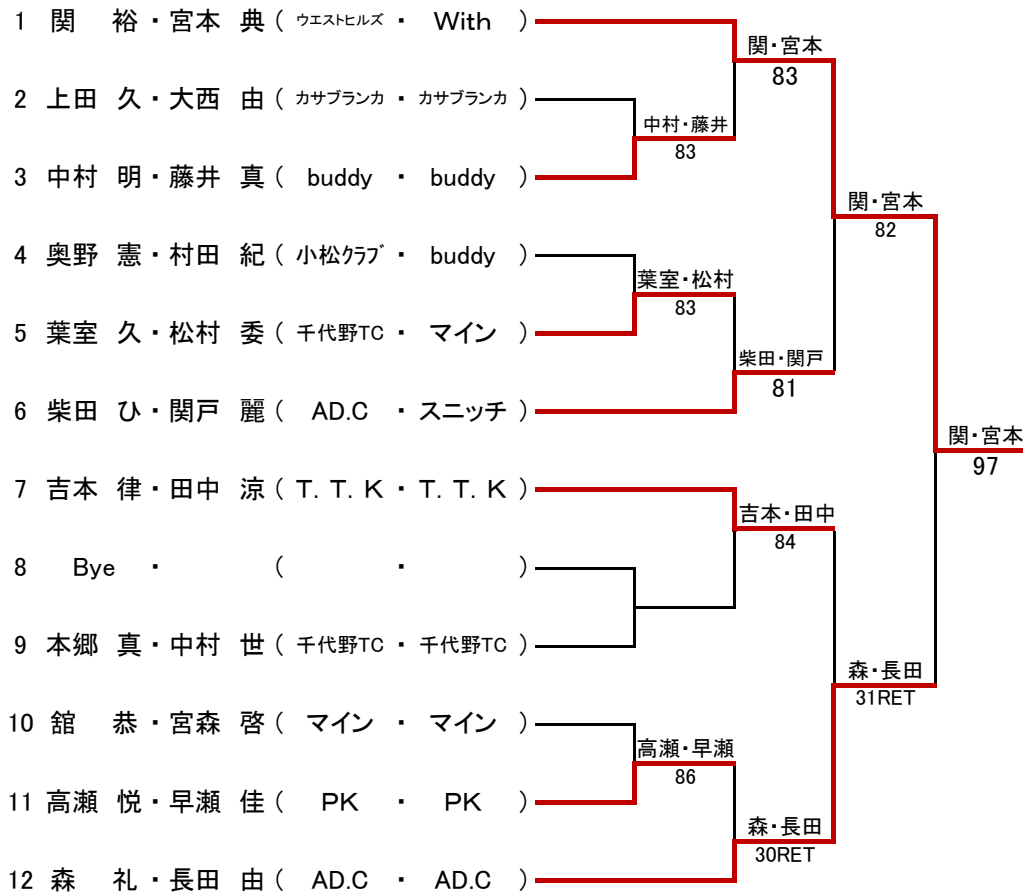 1 関 裕・宮本 典 ( ウエストヒルズ ・ With )
関・宮本
83
2 上田 久・大西 由 ( カサブランカ ・ カサブランカ )
中村・藤井
83
3 中村 明・藤井 真 ( buddy ・ buddy )
関・宮本
82
4 奥野 憲・村田 紀 ( 小松クラブ ・ buddy )
葉室・松村
83
5 葉室 久・松村 委 ( 千代野TC ・ マイン )
柴田・関戸
81
6 柴田 ひ・関戸 麗 ( AD.C ・ スニッチ )
関・宮本
97
7 吉本 律・田中 涼 ( T. T. K ・ T. T. K )
吉本・田中
84
8 Bye ・ ( ・ )
9 本郷 真・中村 世 ( 千代野TC ・ 千代野TC )
森・長田
31RET
10 舘 恭・宮森 啓 ( マイン ・ マイン )
高瀬・早瀬
86
11 高瀬 悦・早瀬 佳 ( PK ・ PK )
森・長田
30RET
12 森 礼・長田 由 ( AD.C ・ AD.C )